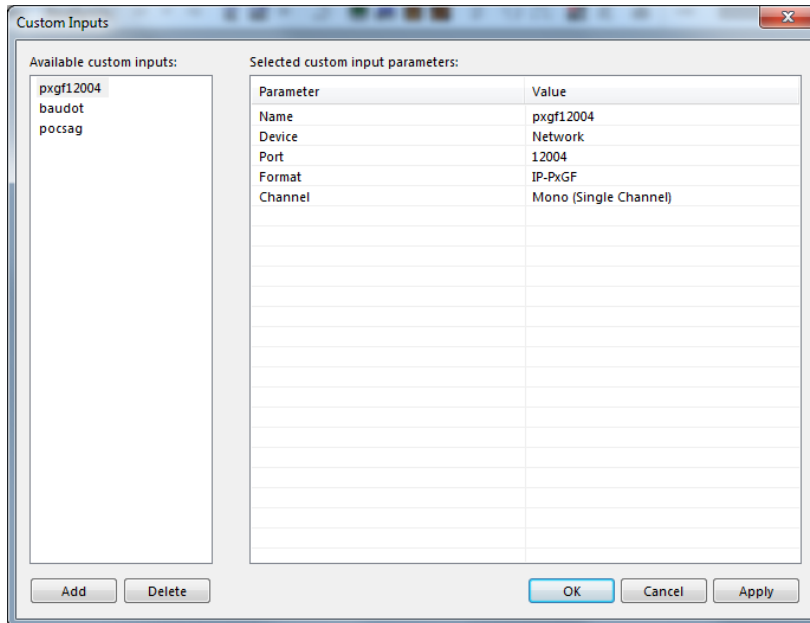 Custom Inputs
Available custom inputs:
pxgf12004
baudot
pocsag
Selected custom input parameters:
Parameter Value
Name pxgf12004
Device Network
Port 12004
Format IP-PxGF
Channel Mono (Single Channel)
Add Delete OK Cancel Apply